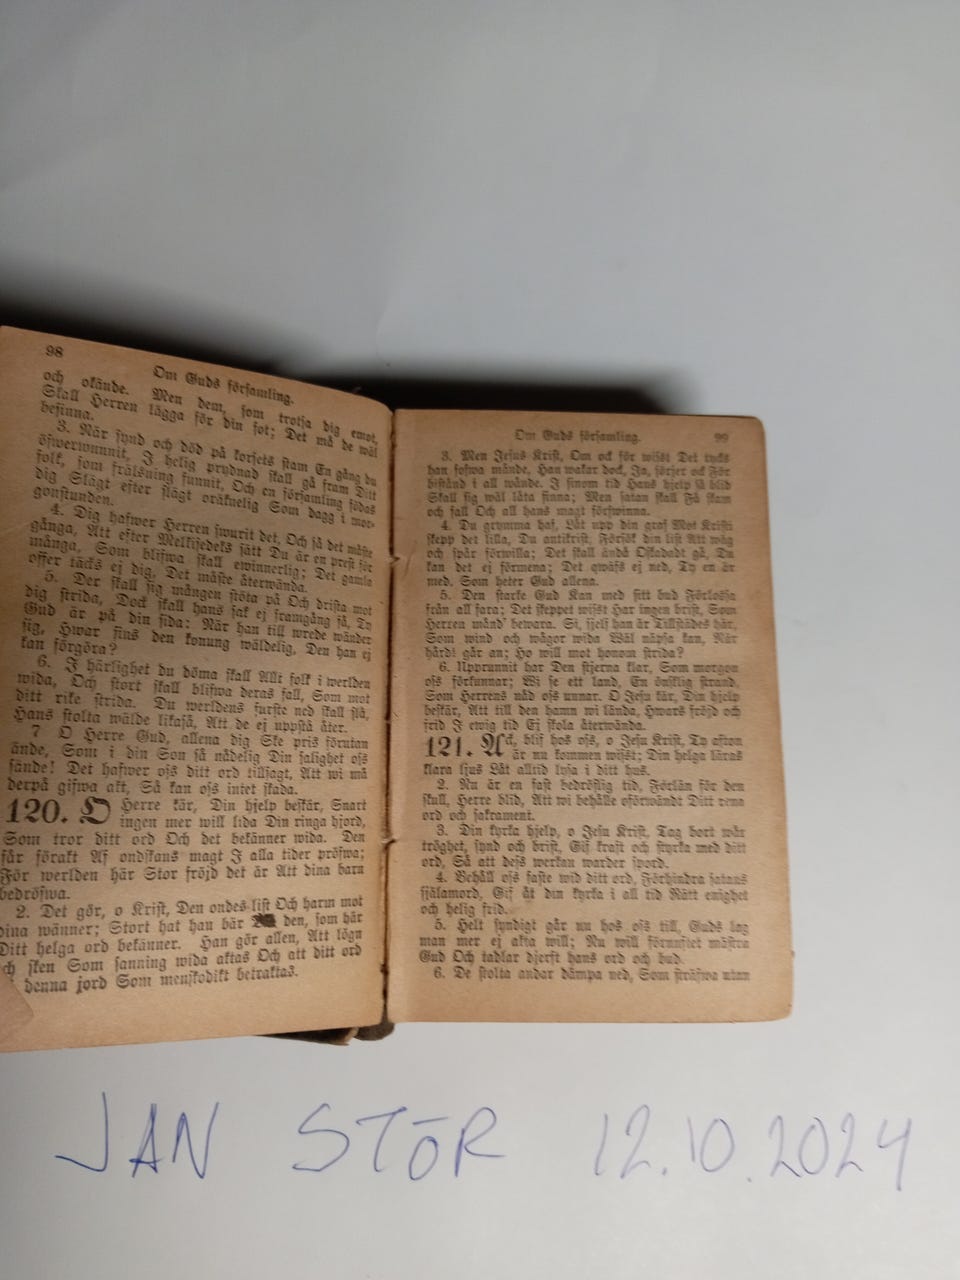 98
Om Guds församling.
och okände. Men dem, som trotsa dig emot,
Skall Herren lägga för din fot; Det må de wäl
besinna.
3. När synd och död på korsets stam En gång du
öfwerwunnit, I helig prydnad skall gå fram Ditt
folk, som frälsning funnit, Och en församling födas
dig Slägt efter slägt oräknelig Som dagg i mor-
gonstunden.
4. Dig hafwer Herren swurit det, Och så det måste
gånga, Att efter Melkisedeks sätt Du är en prest för
många, Som blifwa skall ewinnerlig; Det gamla
offer täcks ej dig, Det måste återwända.
5. Der skall sig mången stöta på Och drista mot
dig strida, Dock skall hans sak ej framgång få, Ty
Gud är på din sida: När han till wrede wänder
sig, Hwar fins den konung wäldelig, Den han ej
kan förgöra?
6. I härlighet du döma skall Allt folk i werlden
wida, Och stort skall blifwa deras fall, Som mot
ditt rike strida. Du werldens furste ned skall slå,
Hans stolta wälde likaså, Att de ej uppstå åter.
7 O Herre Gud, allena dig Ske pris förutan
ände, Som i din Son så nådelig Din salighet oss
sände! Det hafwer oss ditt ord tillsagt, Att wi må
derpå gifwa akt, Så kan oss intet skada.
120. O Herre kär, Din hjelp beskär, Snart
ingen mer will lida Din ringa hjord,
Som tror ditt ord Och det bekänner wida. Den
får förakt Af ondskans magt I alla tider pröfwa;
För werlden här Stor fröjd det är Att dina barn
bedröfwa.
2. Det gör, o Krist, Den ondes list Och harm mot
dina wänner; Stort hat han bär den, som här
Ditt helga ord bekänner. Han gör allen, Att lögn
och sken Som sanning wida aktas Och att ditt ord
denna jord Som menskodikt betraktas.
Om Guds församling. 99
3. Men Jesus Krist, Om ock för wisst Det tycks
han sofwa månde, Han wakar dock, Ja, sörjer ock För
bistånd i all wånde. I sinom tid Hans hjelp så blid
Skall sig wäl låta finna; Men satan skall Få skam
och fall Och all hans magt förswinna.
4. Du grymma haf, Låt upp din graf Mot Kristi
skepp det lilla, Du antikrist, Försök din list Att wåg
och spår förwilla; Det skall ändå Oskadadt gå, Du
kan det ej förmena; Det qwäfs ej ned, Ty en är
med, Som heter Gud allena.
5. Den starke Gud Kan med sitt bud Förlossa
från all fara; Det skeppet wisst Har ingen brist, Som
Herren månd' bewara. Si, sjelf han är Tillstädes här,
Som wind och wågor wida Wäl näpsa kan, När
hårdt går an; Ho will mot honom strida?
6. Upprunnit har Den stjerna klar, Som morgon
oss förkunnar; Wi se ett land, En önsklig strand,
Som Herrens nåd oss unnar. O Jesu kär, Din hjelp
beskär, Att till den hamn wi lända, Hwars fröjd och
frid I ewig tid Ej skola återwända.
121. Ack, blif hos oss, o Jesu Krist, Ty afton
är nu kommen wisst; Din helga läras
klara ljus Låt alltid lysa i ditt hus.
2. Nu är en fast bedröflig tid, Förlän för den
skull, Herre blid, Att wi behålle oförwändt Ditt rena
ord och sakrament.
3. Din kyrka hjelp, o Jesu Krist, Tag bort wår
tröghet, synd och brist, Gif kraft och styrka med ditt
ord, Så att dess werkan warder spord.
4. Behåll oss faste wid ditt ord, Förhindra satans
själamord, Gif åt din kyrka i all tid Rätt enighet
och helig frid.
5. Helt syndigt går nu hos oss till, Guds lag
man mer ej akta will; Nu will förnuftet mästra
Gud Och tadlar djerft hans ord och bud.
6. De stolta andar dämpa ned, Som sträfwa utan
JAN STÖR 12.10.2024